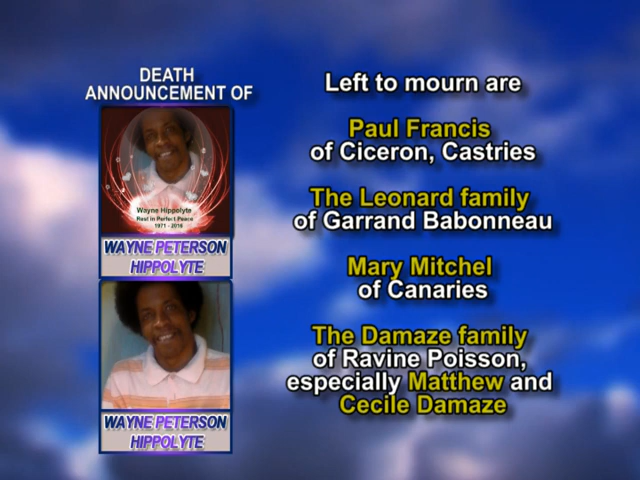 DEATH
ANNOUNCEMENT OF
Wayne Hippolyte
Rest in Perfect Peace
1971 - 2016
WAYNE PETERSON
HIPPOLYTE
WAYNE PETERSON
HIPPOLYTE
Left to mourn are
Paul Francis
of Ciceron, Castries
The Leonard family
of Garrand Babonneau
Mary Mitchel
of Canaries
The Damaze family
of Ravine Poisson,
especially Matthew and
Cecile Damaze